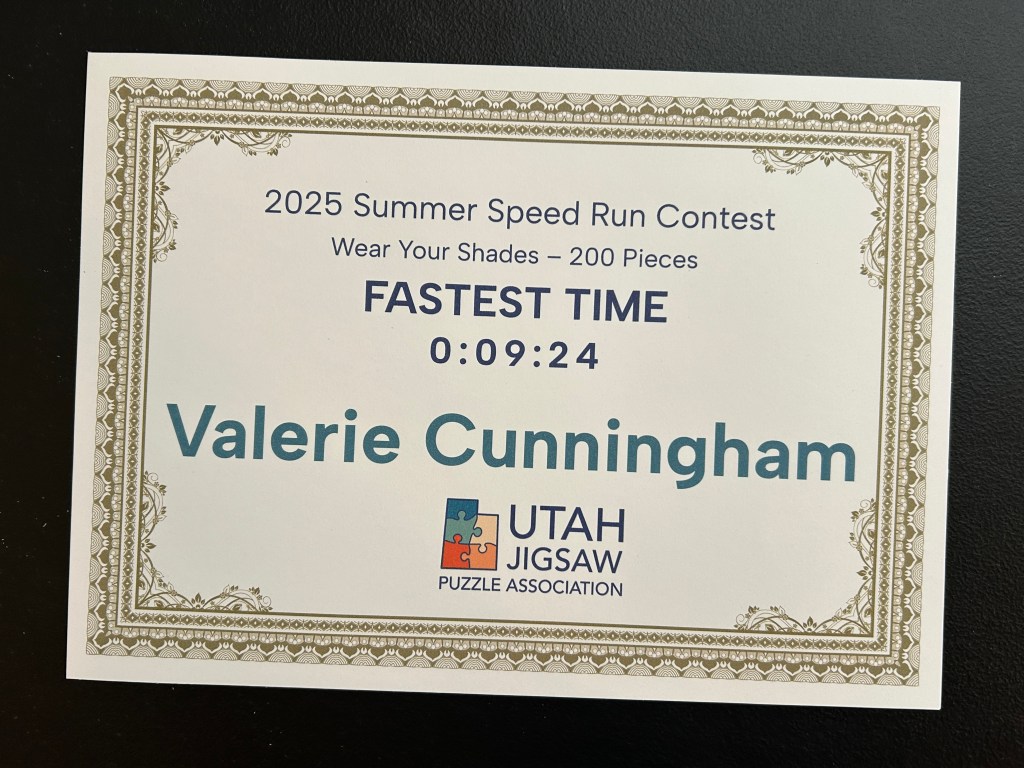 2025 Summer Speed Run Contest
Wear Your Shades – 200 Pieces
FASTEST TIME
0:09:24
Valerie Cunningham
UTAH
JIGSAW
PUZZLE ASSOCIATION